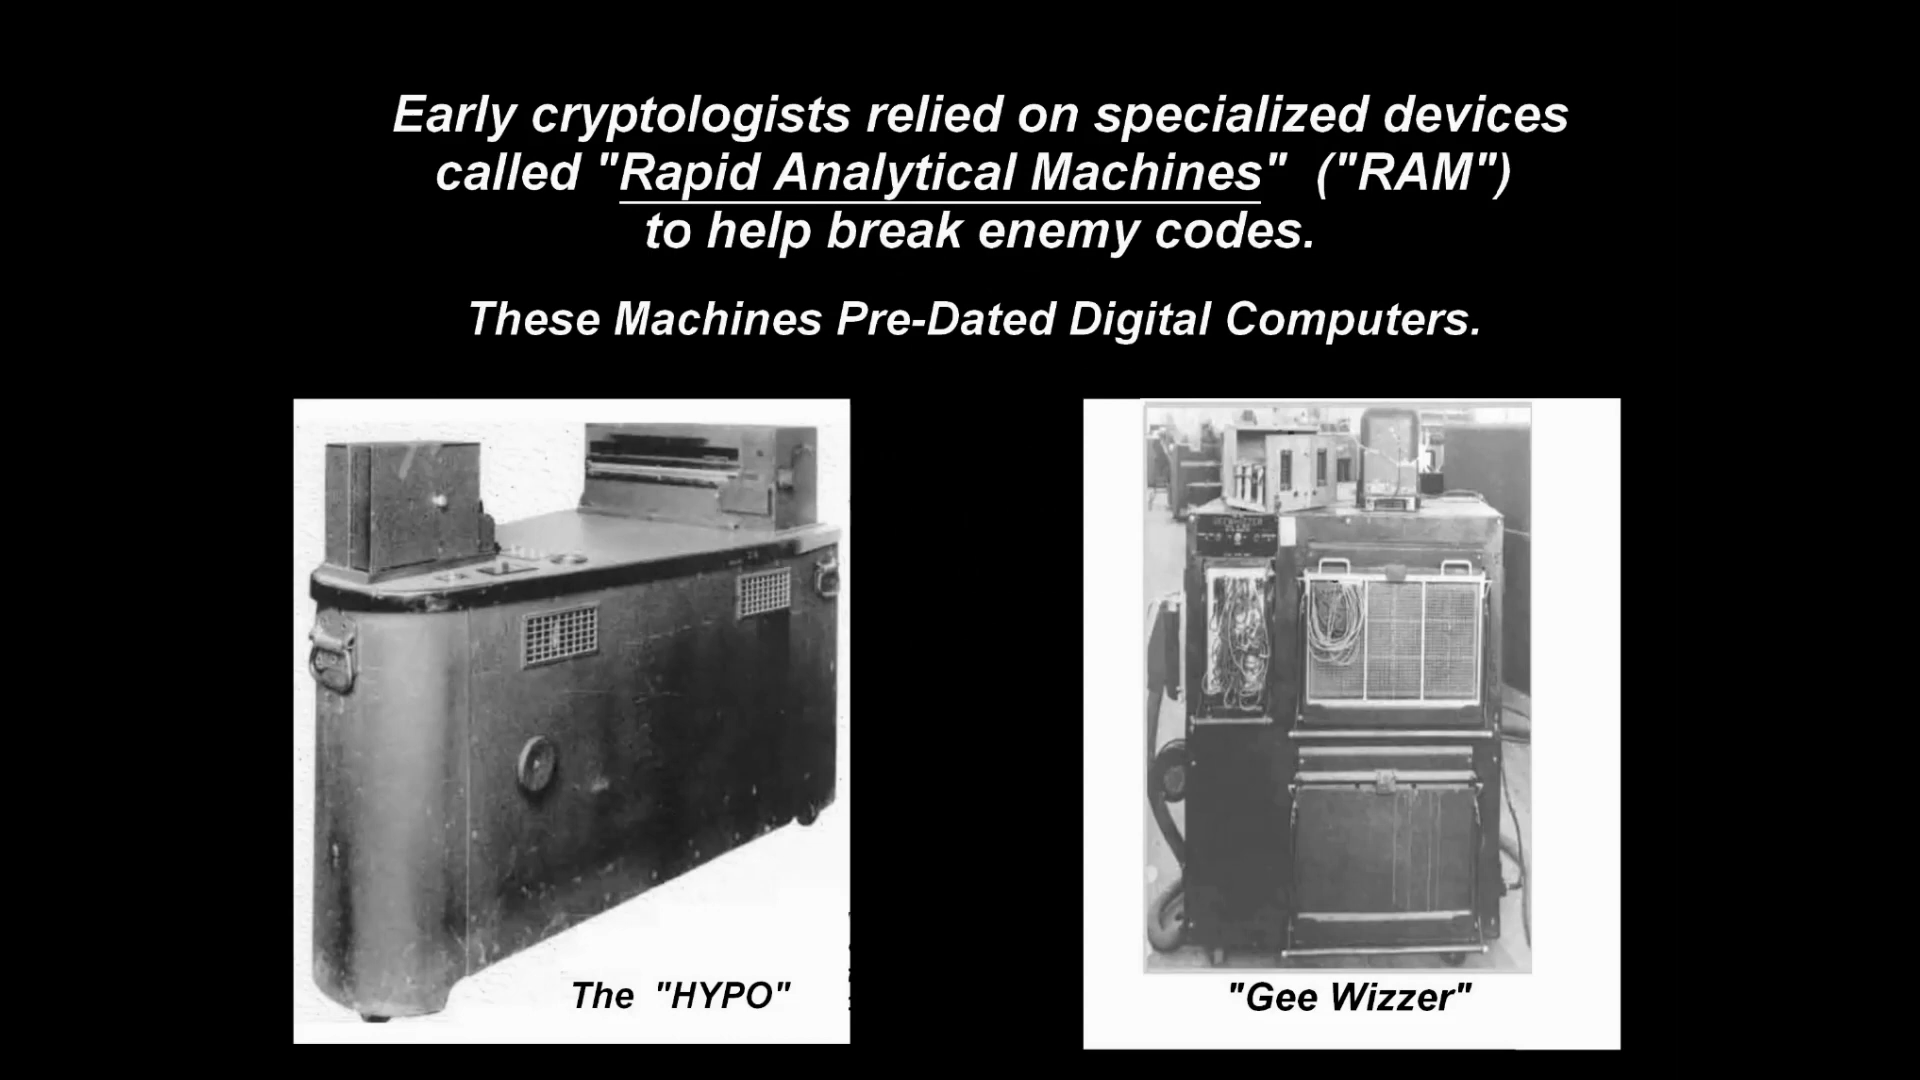 Early cryptologists relied on specialized devices
called "Rapid Analytical Machines" ("RAM")
to help break enemy codes.
These Machines Pre-Dated Digital Computers.
The "HYPO"
"Gee Wizzer"